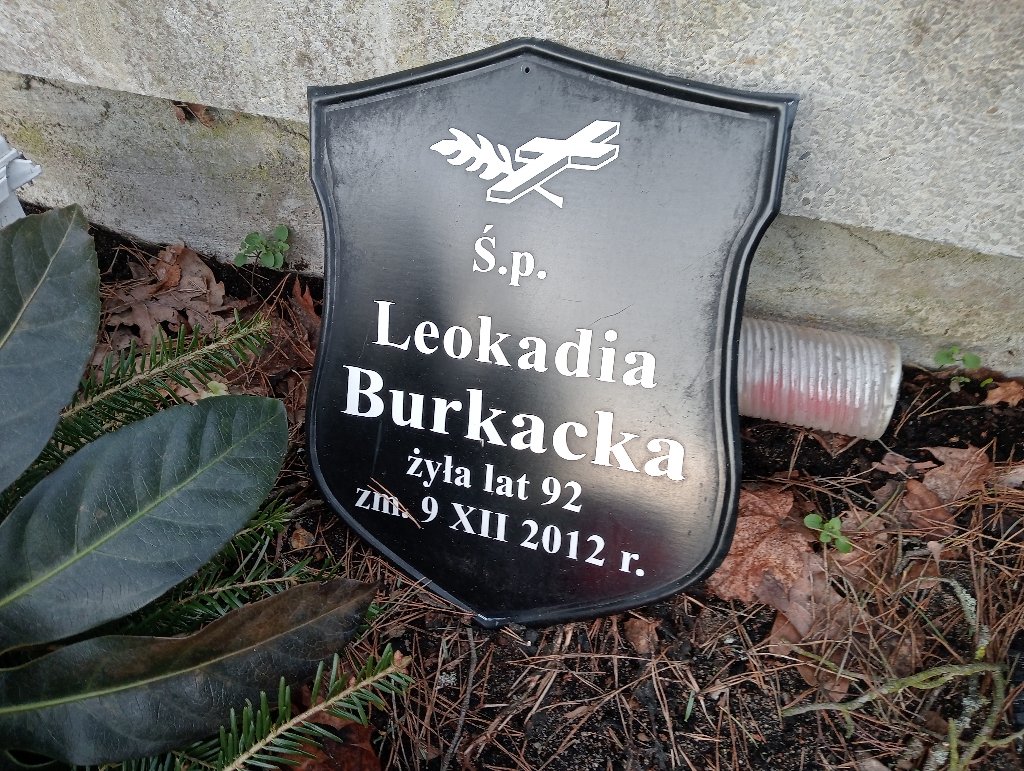 Ś.p.
Leokadia
Burkacka
żyła lat 92
zm. 9 XII 2012 r.